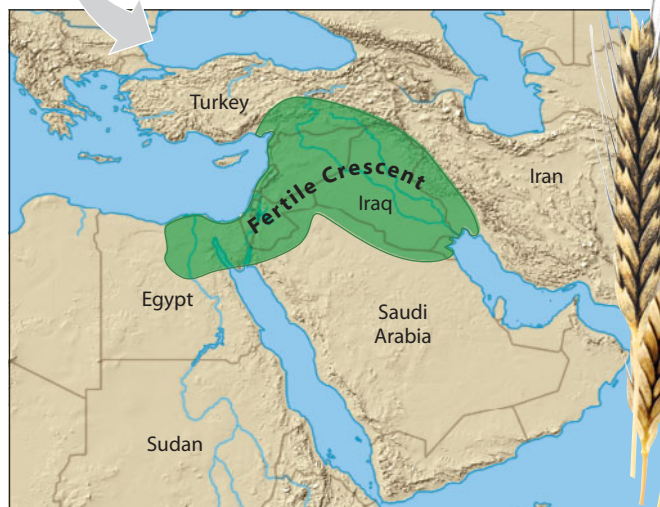 Turkey
Fertile Crescent
Iran
Iraq
Egypt
Saudi
Arabia
Sudan